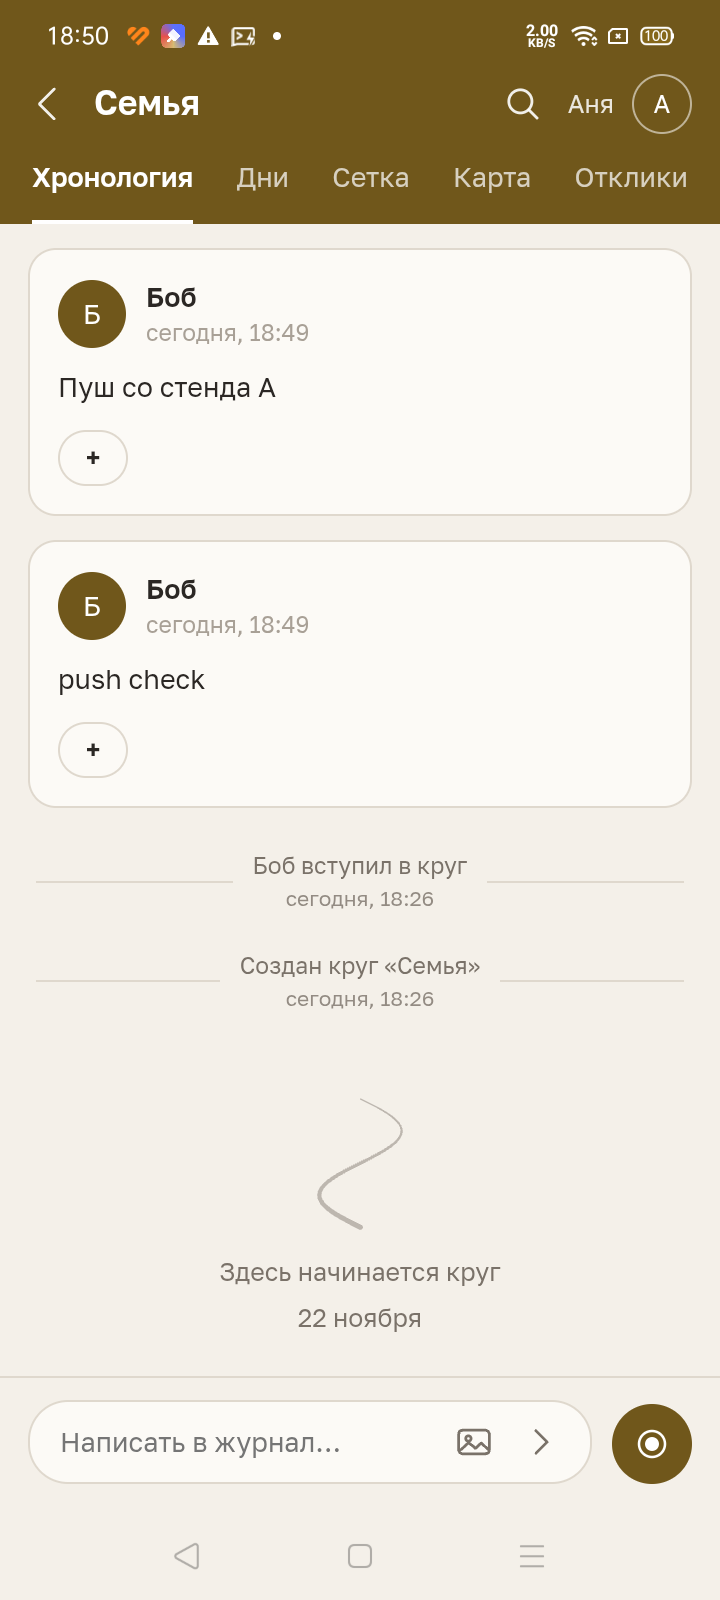 18:50
2.00
KB/S
100
Семья
Аня
А
Хронология
Дни
Сетка
Карта
Отклики
Б
Боб
сегодня, 18:49
Пуш со стенда А
+
Б
Боб
сегодня, 18:49
push check
+
Боб вступил в круг
сегодня, 18:26
Создан круг «Семья»
сегодня, 18:26
Здесь начинается круг
22 ноября
Написать в журнал...